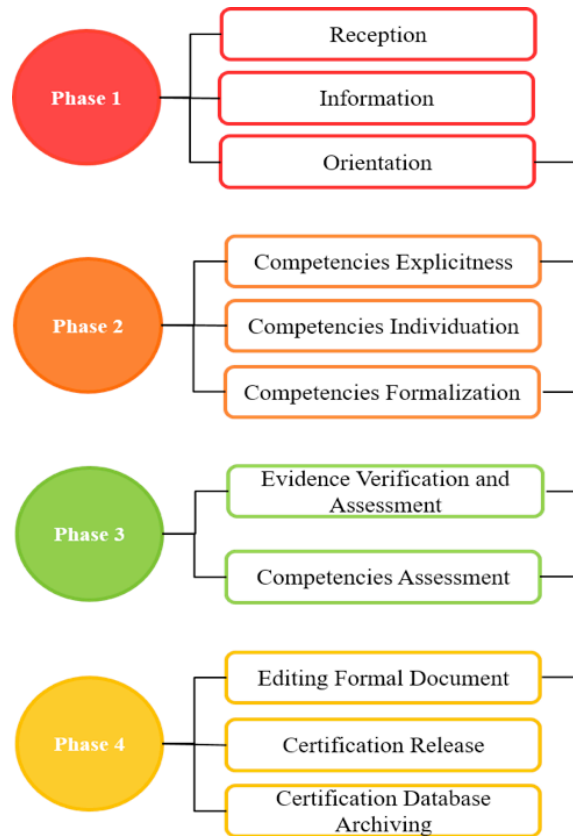 Phase 1
Reception
Information
Orientation
Phase 2
Competencies Explicitness
Competencies Individuation
Competencies Formalization
Phase 3
Evidence Verification and
Assessment
Competencies Assessment
Phase 4
Editing Formal Document
Certification Release
Certification Database
Archiving